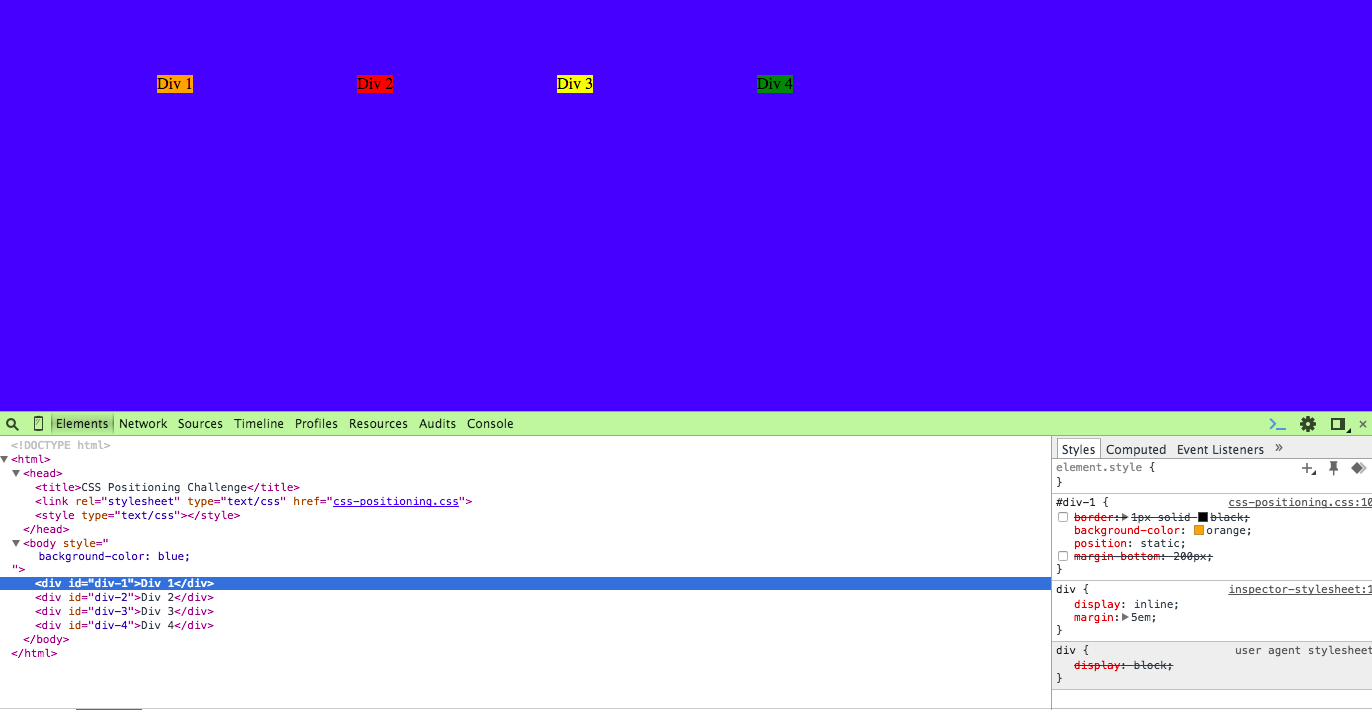 Div 1 Div 2 Div 3 Div 4
Elements Network Sources Timeline Profiles Resources Audits Console
<!DOCTYPE html>
<html>
<head>
<title>CSS Positioning Challenge</title>
<link rel="stylesheet" type="text/css" href="css-positioning.css">
<style type="text/css"></style>
</head>
<body style="
background-color: blue;
">
<div id="div-1">Div 1</div>
<div id="div-2">Div 2</div>
<div id="div-3">Div 3</div>
<div id="div-4">Div 4</div>
</body>
</html>
Styles Computed Event Listeners »
element.style {
}
#div-1 { css-positioning.css:10
border: 1px solid black;
background-color: orange;
position: static;
margin-bottom: 200px;
}
div { inspector-stylesheet:1
display: inline;
margin: 5em;
}
div { user agent stylesheet
display: block;
}